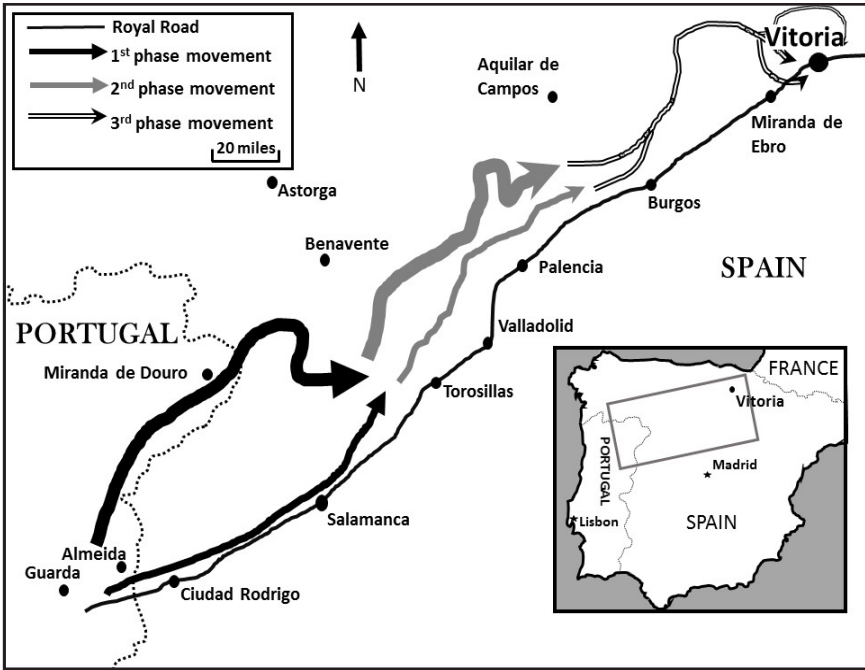 Royal Road
1st phase movement
2nd phase movement
3rd phase movement
20 miles
N
Aquilar de
Campos
Vitoria
Miranda de
Ebro
Astorga
Burgos
Benavente
Palencia
SPAIN
PORTUGAL
Valladolid
Miranda de Douro
Torosillas
Salamanca
Almeida
Guarda
Ciudad Rodrigo
FRANCE
Vitoria
PORTUGAL
Madrid
Lisbon
SPAIN